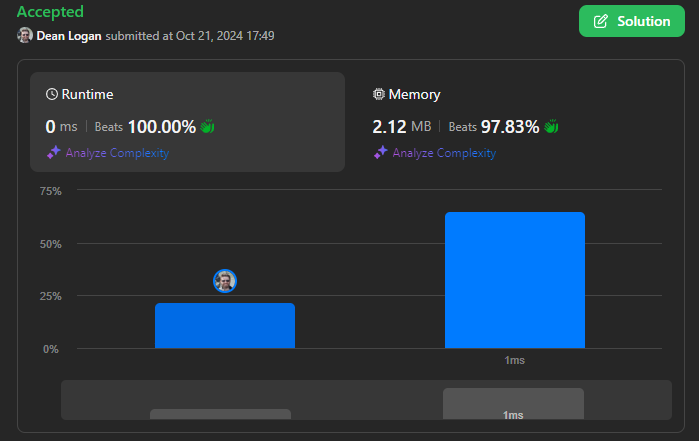 Accepted
Solution
Dean Logan submitted at Oct 21, 2024 17:49
Runtime
0 ms | Beats 100.00%
Analyze Complexity
Memory
2.12 MB | Beats 97.83%
Analyze Complexity
75%
50%
25%
0%
1ms
1ms